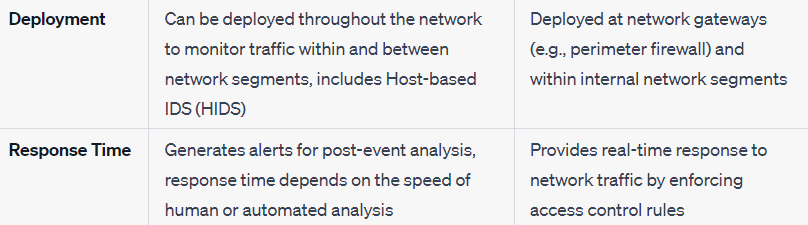 Deployment
Can be deployed throughout the network
to monitor traffic within and between
network segments, includes Host-based
IDS (HIDS)
Deployed at network gateways
(e.g., perimeter firewall) and
within internal network segments
Response Time
Generates alerts for post-event analysis,
response time depends on the speed of
human or automated analysis
Provides real-time response to
network traffic by enforcing
access control rules